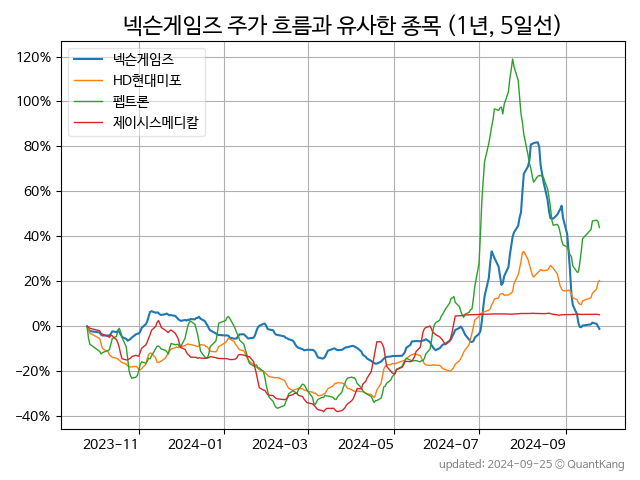 넥슨게임즈 주가 흐름과 유사한 종목 (1년, 5일선)
넥슨게임즈
HD현대미포
펩트론
제이시스메디칼
120%
100%
80%
60%
40%
20%
0%
−20%
−40%
2023−11 2024−01 2024−03 2024−05 2024−07 2024−09
updated: 2024-09-25 © QuantKang